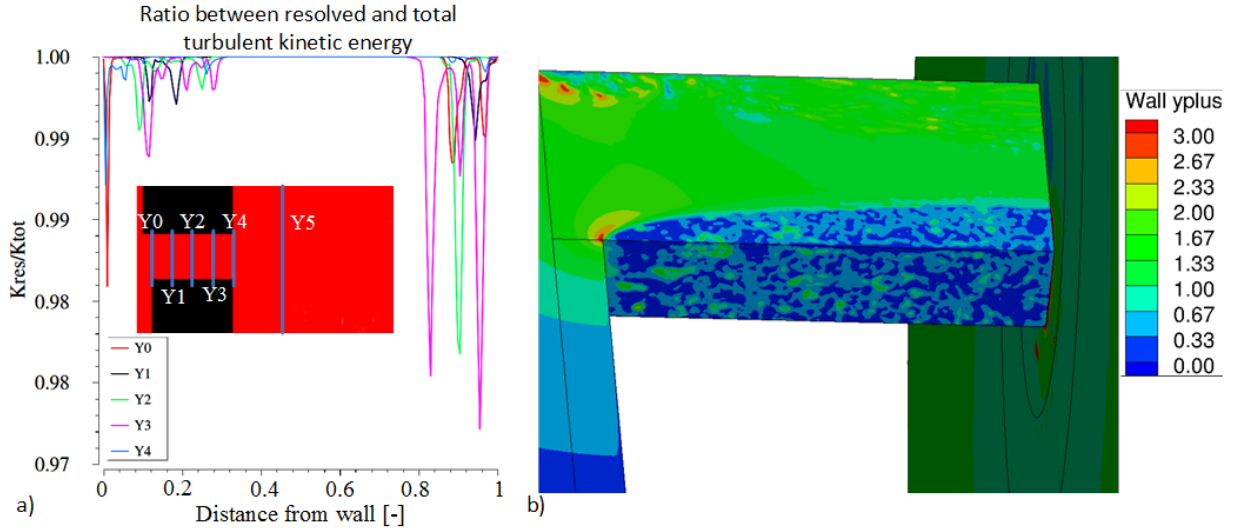 Ratio between resolved and total
turbulent kinetic energy
1.00
0.99
0.99
0.98
0.98
0.97
Kres/Ktot
Y0
Y2
Y4
Y5
Y1
Y3
Y0
Y1
Y2
Y3
Y4
0
0.2
0.4
0.6
0.8
1
Distance from wall [-]
a)
Wall yplus
3.00
2.67
2.33
2.00
1.67
1.33
1.00
0.67
0.33
0.00
b)